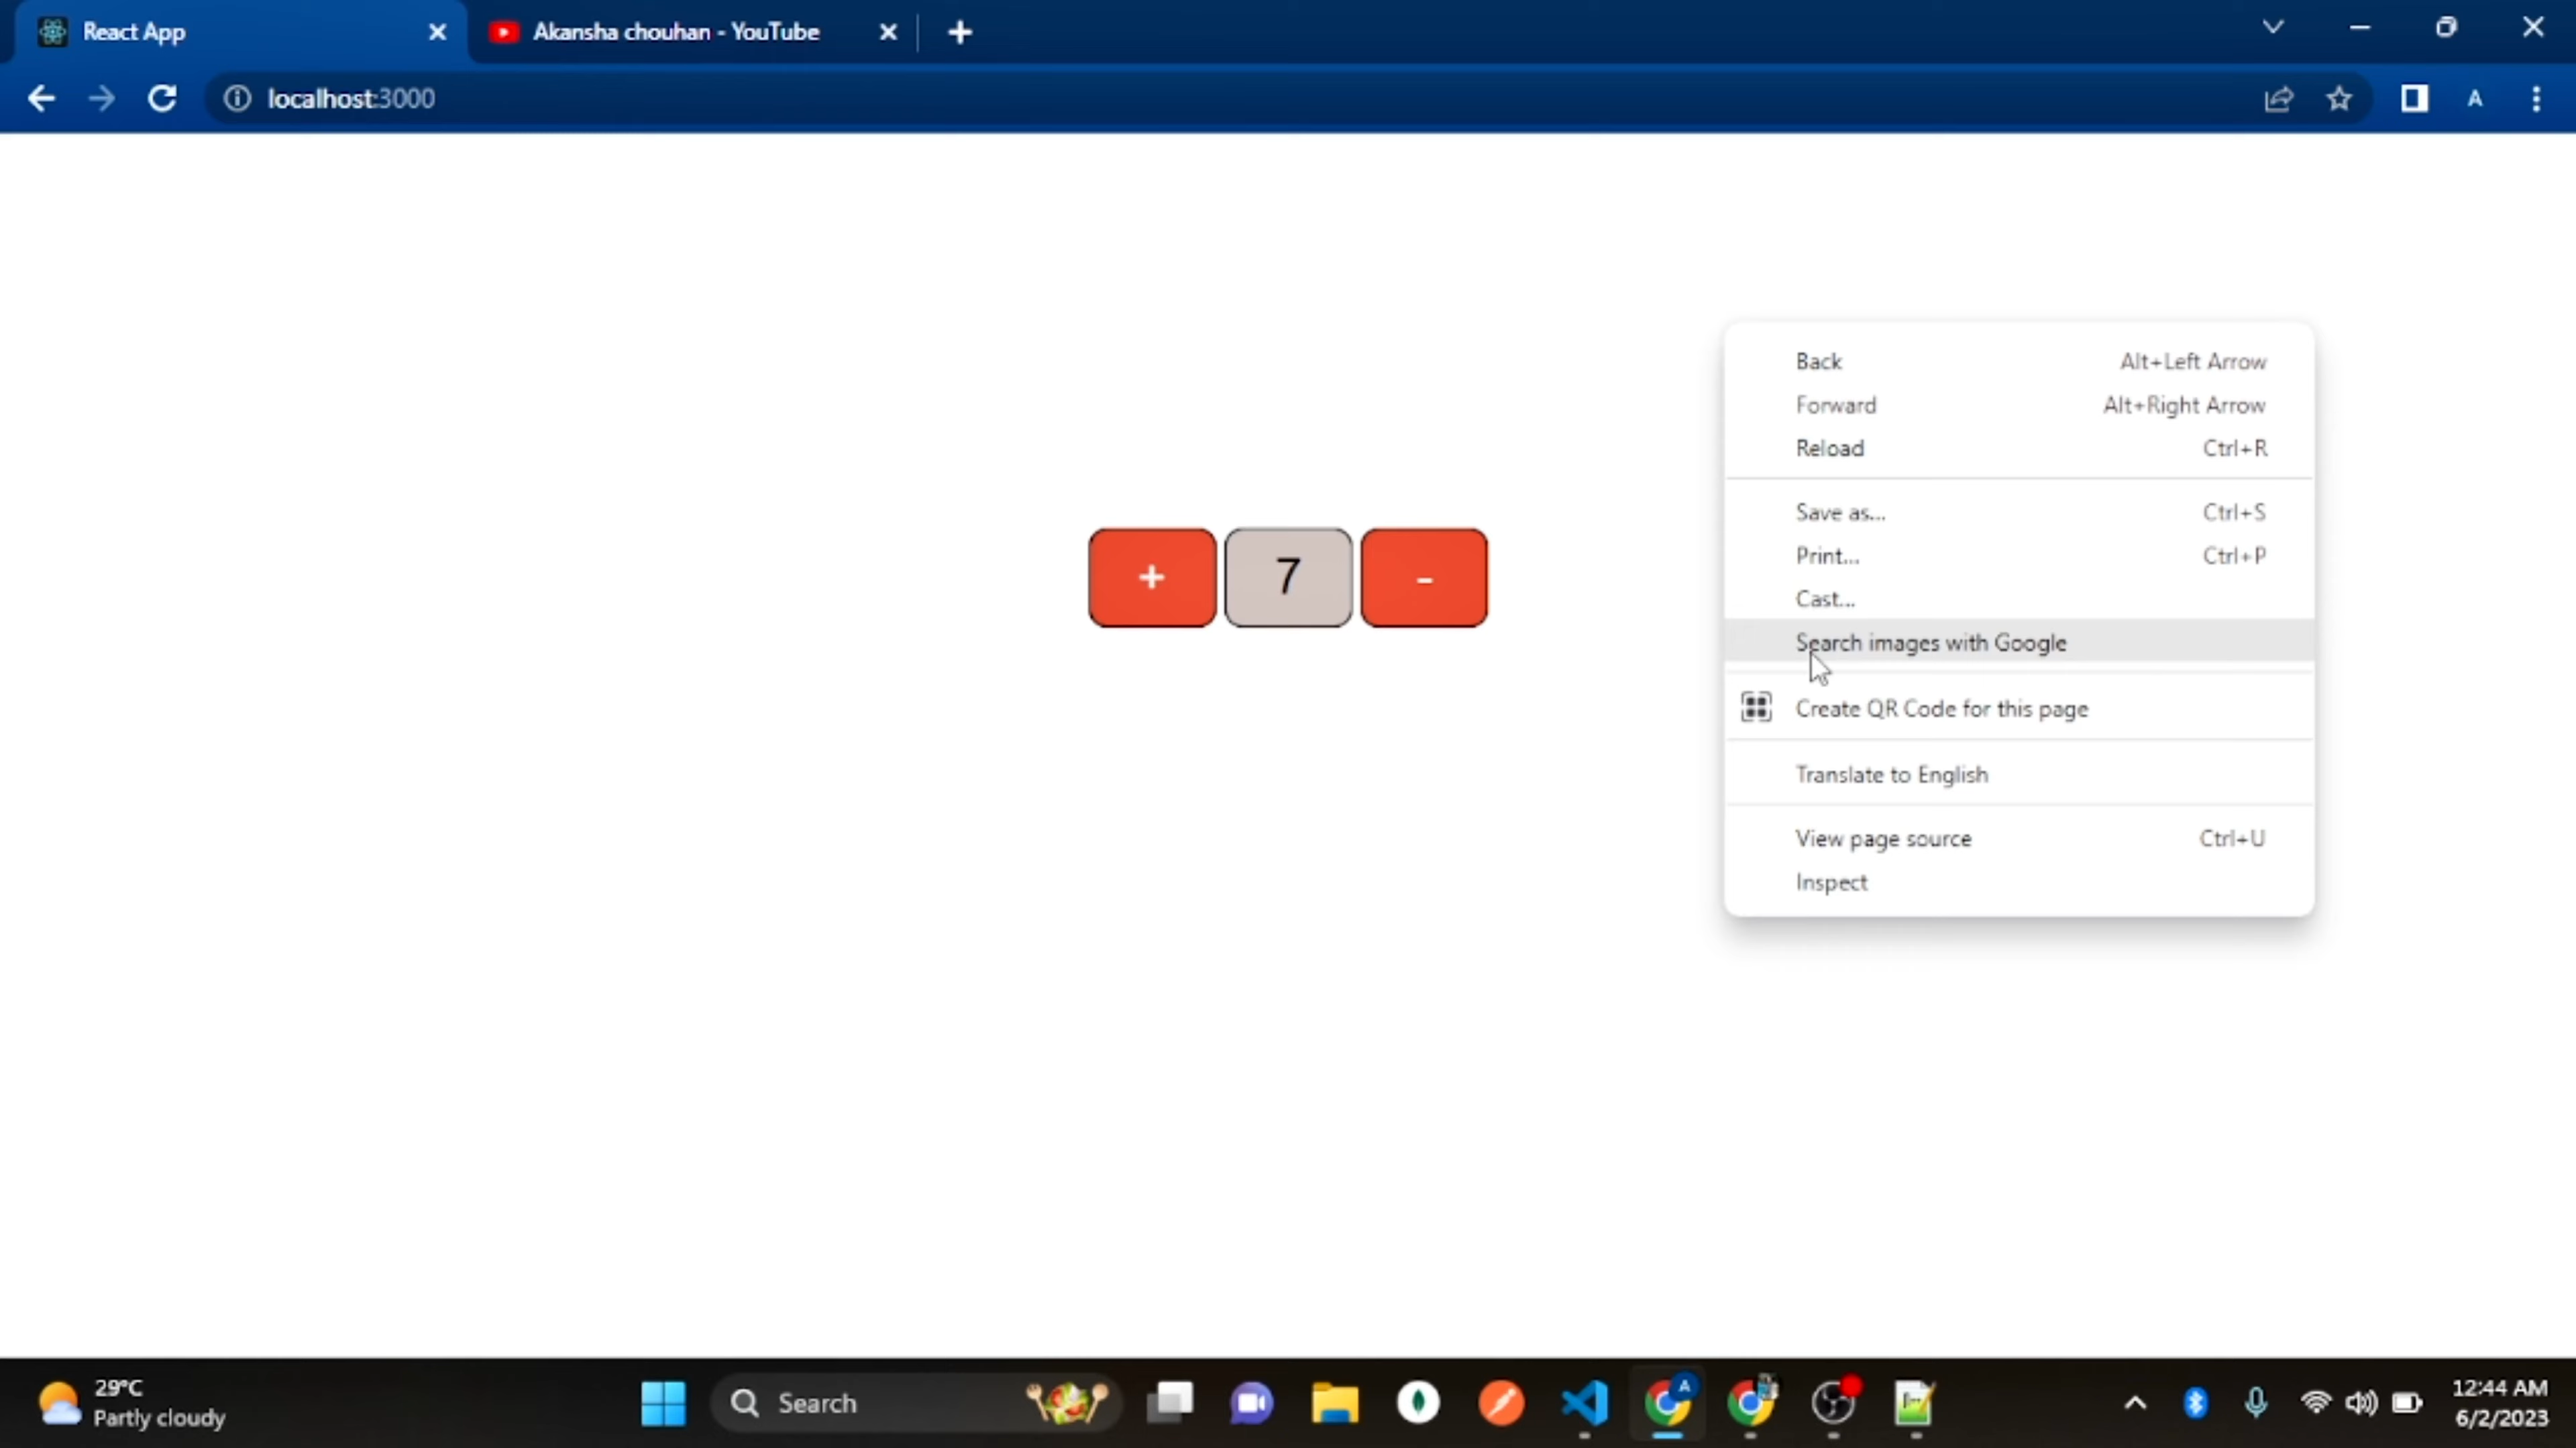 React App
Akansha chouhan - YouTube
localhost:3000
A
Back Alt+Left Arrow
Forward Alt+Right Arrow
Reload Ctrl+R
Save as... Ctrl+S
Print... Ctrl+P
Cast...
Search images with Google
Create QR Code for this page
Translate to English
View page source Ctrl+U
Inspect
+ 7 -
29°C
Partly cloudy
Search
A
12:44 AM
6/2/2023